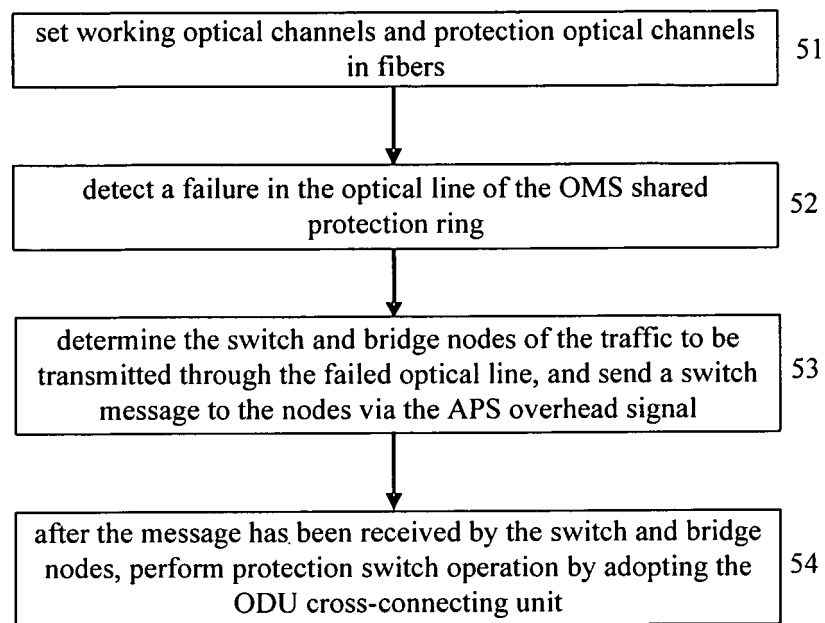 set working optical channels and protection optical channels
in fibers
51
detect a failure in the optical line of the OMS shared
protection ring
52
determine the switch and bridge nodes of the traffic to be
transmitted through the failed optical line, and send a switch
message to the nodes via the APS overhead signal
53
after the message has been received by the switch and bridge
nodes, perform protection switch operation by adopting the
ODU cross-connecting unit
54